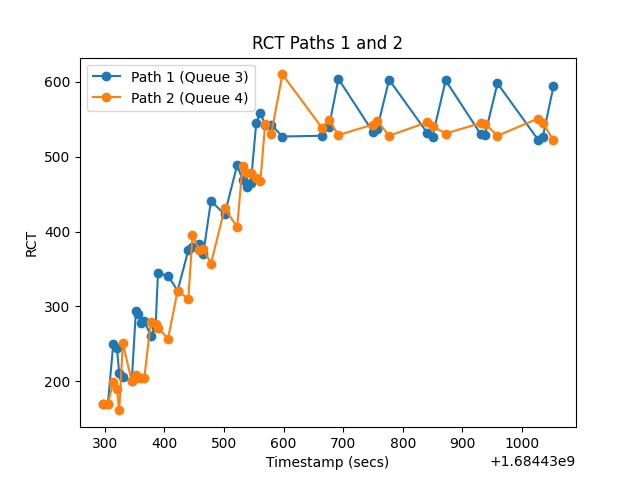 RCT Paths 1 and 2
Path 1 (Queue 3)
Path 2 (Queue 4)
RCT
600
500
400
300
200
300 400 500 600 700 800 900 1000
Timestamp (secs)
+1.68443e9